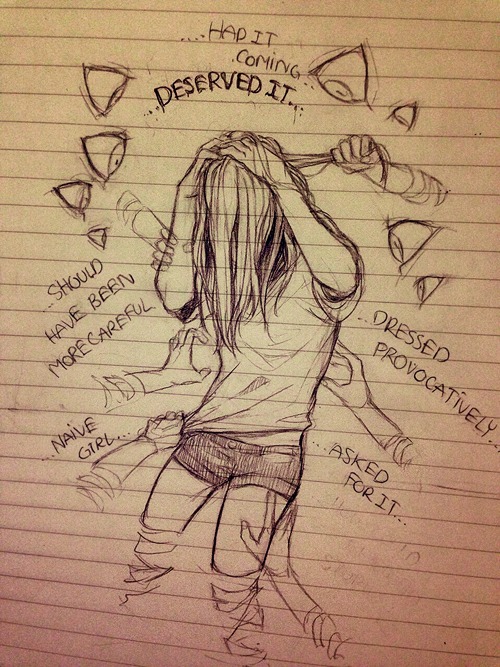 ....HAD IT
.COMING..
..DESERVED IT...
..SHOULD
HAVE BEEN
MORE CAREFUL
...DRESSED
PROVOCATIVELY...
..NAIVE
GIRL...
...ASKED
FOR IT...